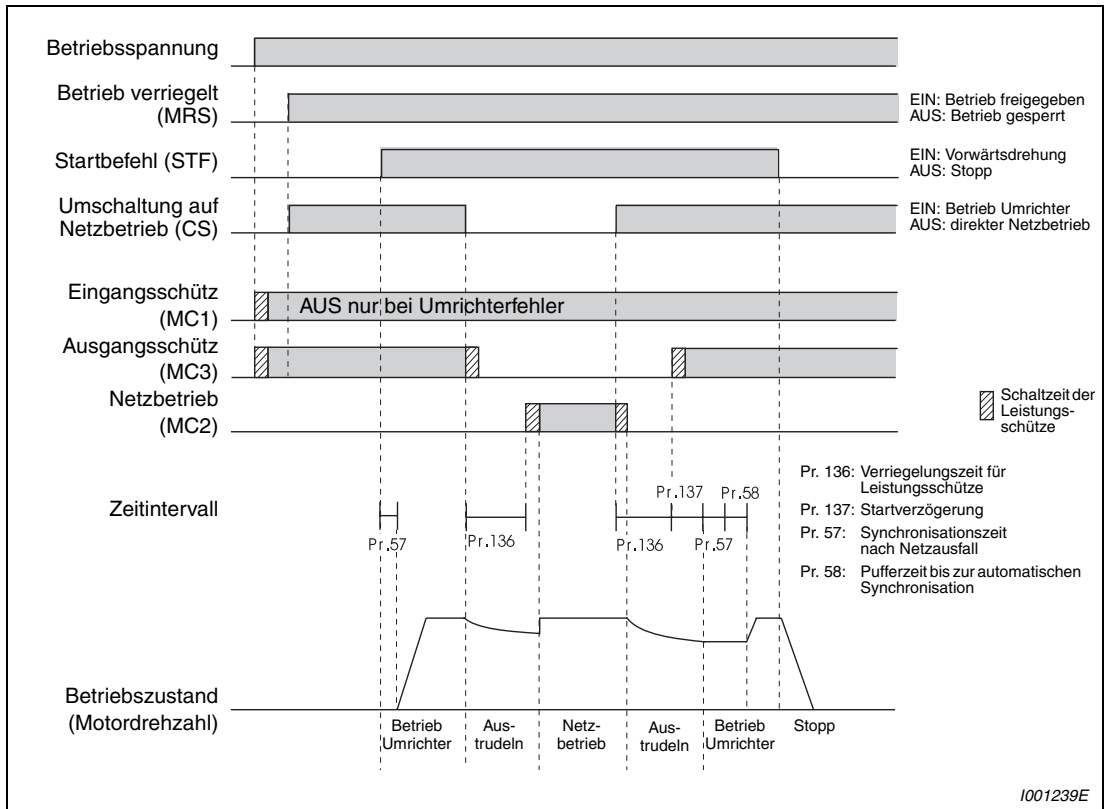 Betriebsspannung
Betrieb verriegelt
(MRS)
EIN: Betrieb freigegeben
AUS: Betrieb gesperrt
Startbefehl (STF)
EIN: Vorwärtsdrehung
AUS: Stopp
Umschaltung auf
Netzbetrieb (CS)
EIN: Betrieb Umrichter
AUS: direkter Netzbetrieb
Eingangsschütz
(MC1)
AUS nur bei Umrichterfehler
Ausgangsschütz
(MC3)
Netzbetrieb
(MC2)
Schaltzeit der
Leistungs-
schütze
Zeitintervall
Pr.57
Pr.136
Pr.137
Pr.58
Pr.136
Pr.57
Pr. 136: Verriegelungszeit für
Leistungsschütze
Pr. 137: Startverzögerung
Pr. 57: Synchronisationszeit
nach Netzausfall
Pr. 58: Pufferzeit bis zur automatischen
Synchronisation
Betriebszustand
(Motordrehzahl)
Betrieb
Umrichter
Aus-
trudeln
Netz-
betrieb
Aus-
trudeln
Betrieb
Umrichter
Stopp
I001239E